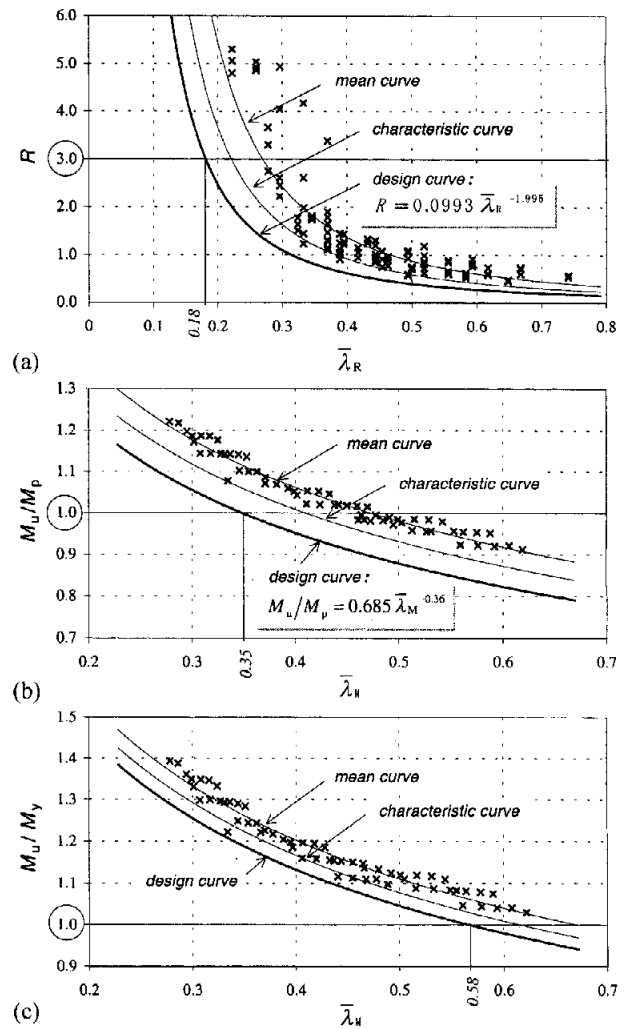 6.0
5.0
4.0
3.0
2.0
1.0
0.0
R
mean curve
characteristic curve
design curve :
R = 0.0993 λ̄R ^-1.995
0 0.1 0.18 0.2 0.3 0.4 0.5 0.6 0.7 0.8
λ̄R
(a)
1.3
1.2
1.1
1.0
0.9
0.8
0.7
Mu/Mp
mean curve
characteristic curve
design curve :
Mu/Mp = 0.685 λ̄M ^-0.36
0.2 0.3 0.35 0.4 0.5 0.6 0.7
λ̄M
(b)
1.5
1.4
1.3
1.2
1.1
1.0
0.9
Mu/My
mean curve
characteristic curve
design curve
0.2 0.3 0.4 0.5 0.58 0.6 0.7
λ̄M
(c)